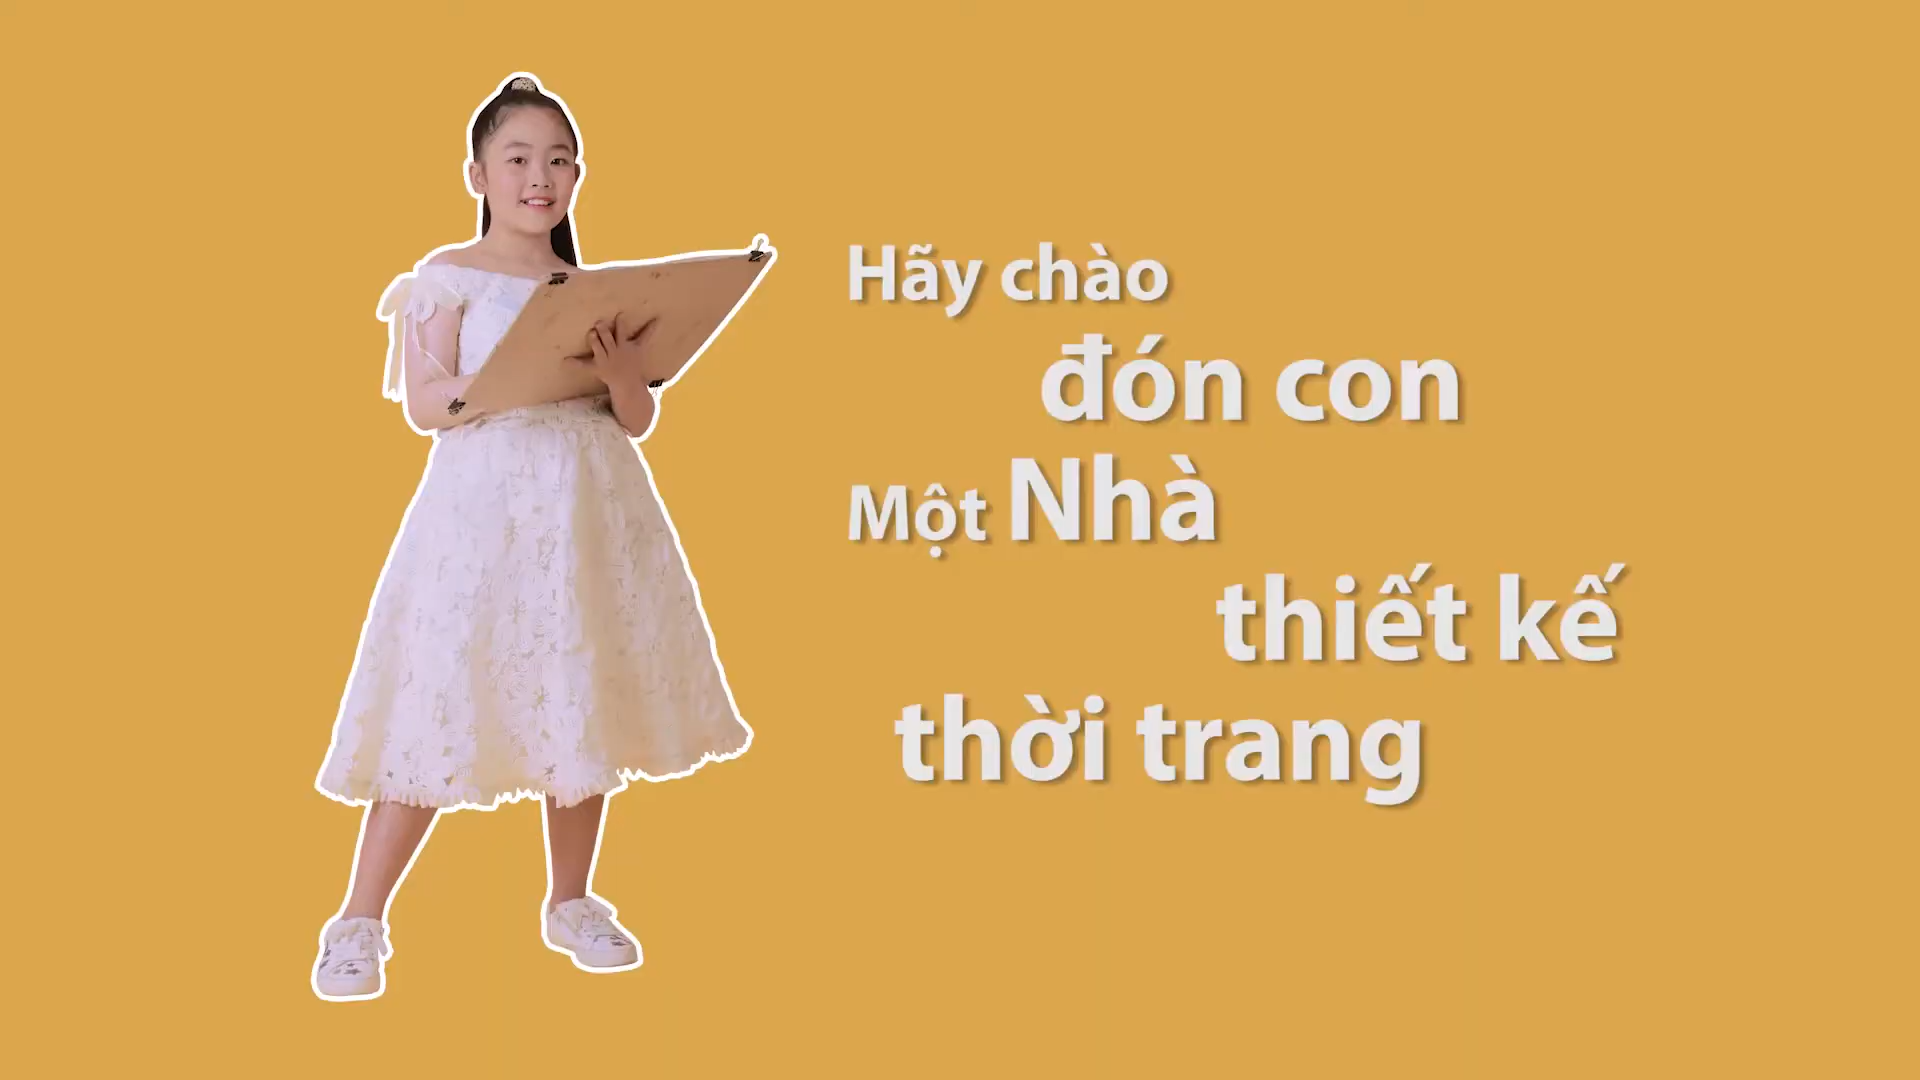 Hãy chào
đón con
Một Nhà
thiết kế
thời trang